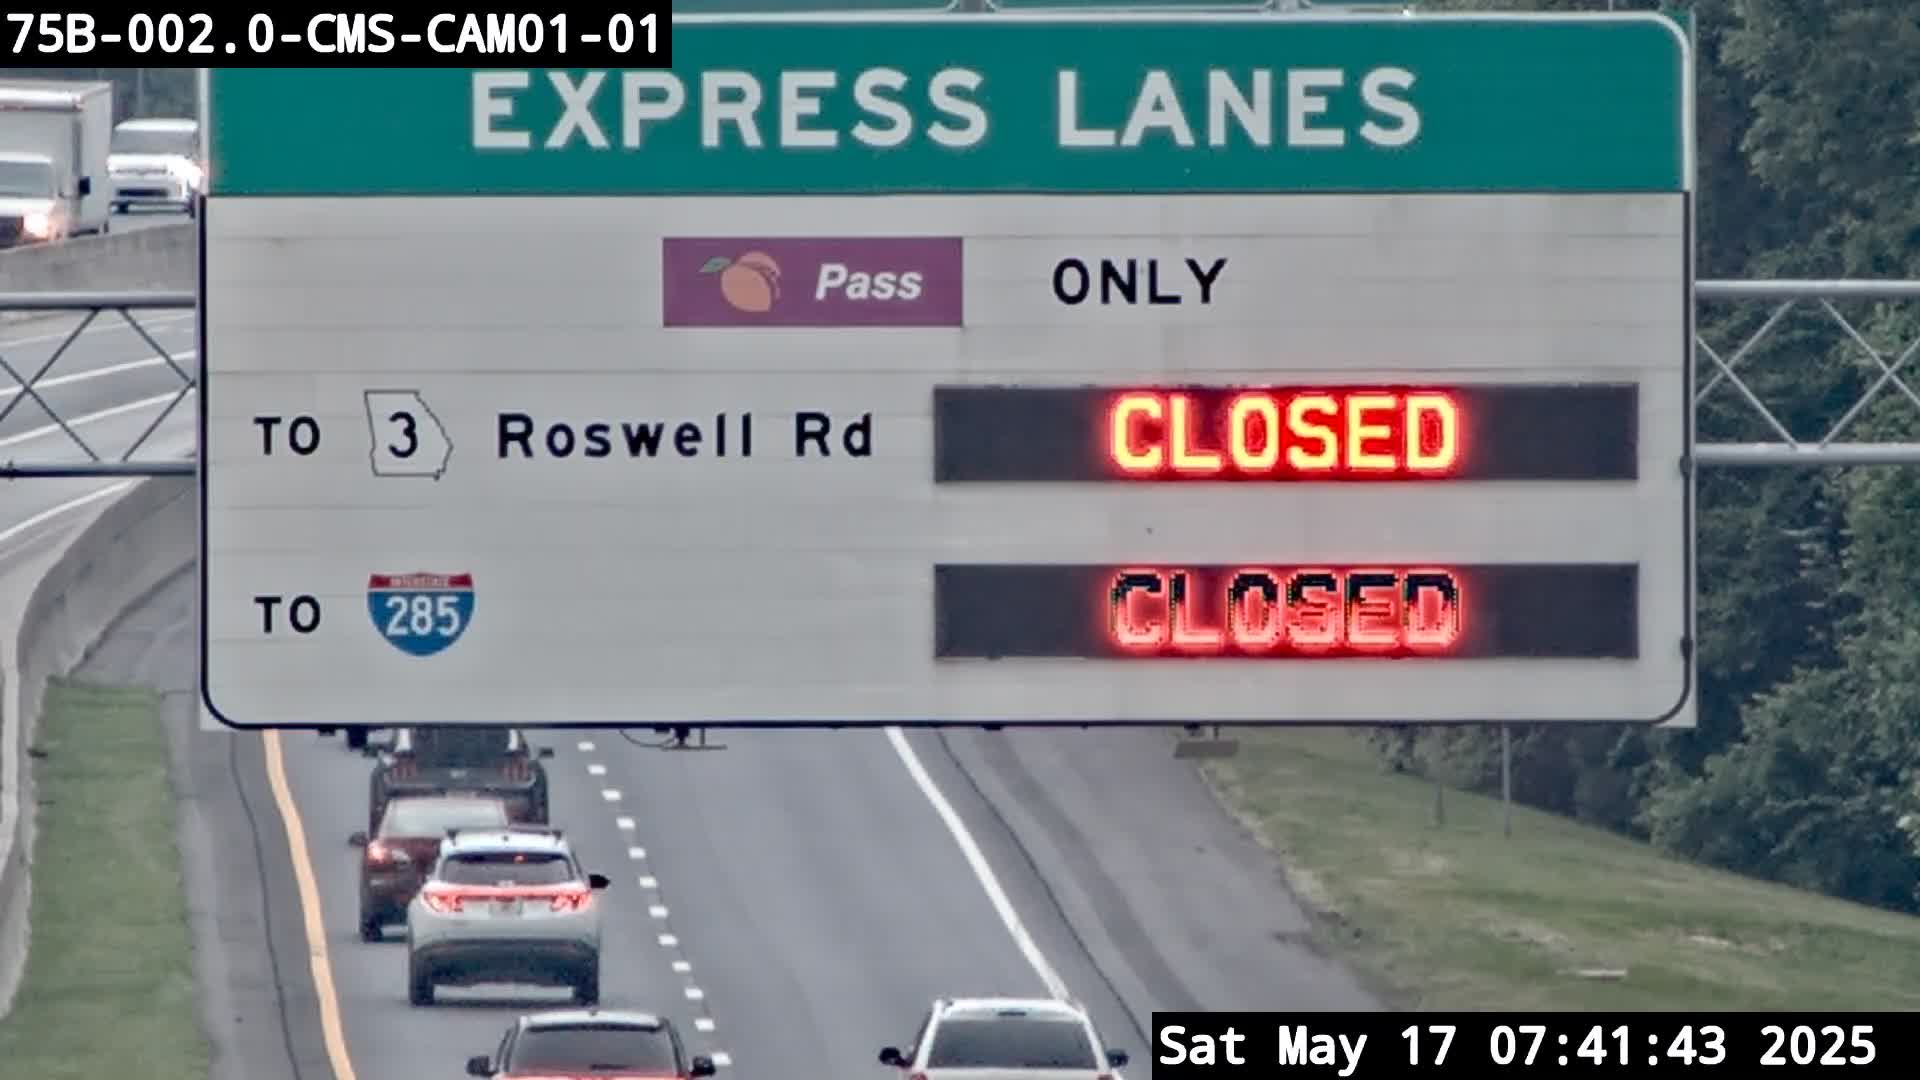 75B-002.0-CMS-CAM01-01
EXPRESS LANES
Pass ONLY
TO 3 Roswell Rd CLOSED
INTERSTATE
TO 285 CLOSED
Sat May 17 07:41:43 2025